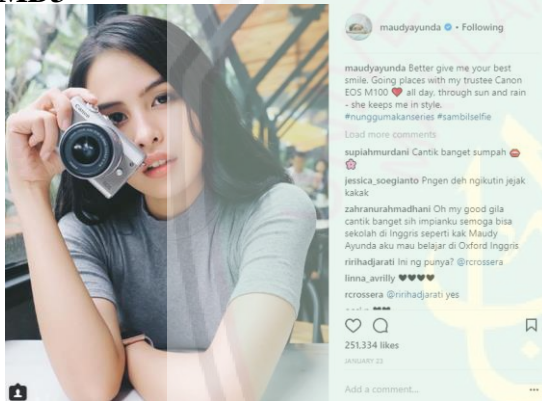 maudyayunda • Following
maudyayunda Better give me your best
smile. Going places with my trustee Canon
EOS M100 ❤ all day, through sun and rain
- she keeps me in style.
#nunggumakanseries #sambilselfie
Load more comments
supiahmurdani Cantik banget sumpah
jessica_soegianto Pngen deh ngikutin jejak
kakak
zahranurahmadhani Oh my good gila
cantik banget sih impianku semoga bisa
sekolah di Inggris seperti kak Maudy
Ayunda aku mau belajar di Oxford Inggris
ririhadjarati Ini ng punya? @rcrossera
linna_avrilly ♥♥♥♥
rcrossera @ririhadjarati yes
251,334 likes
JANUARY 23
Add a comment...
Canon